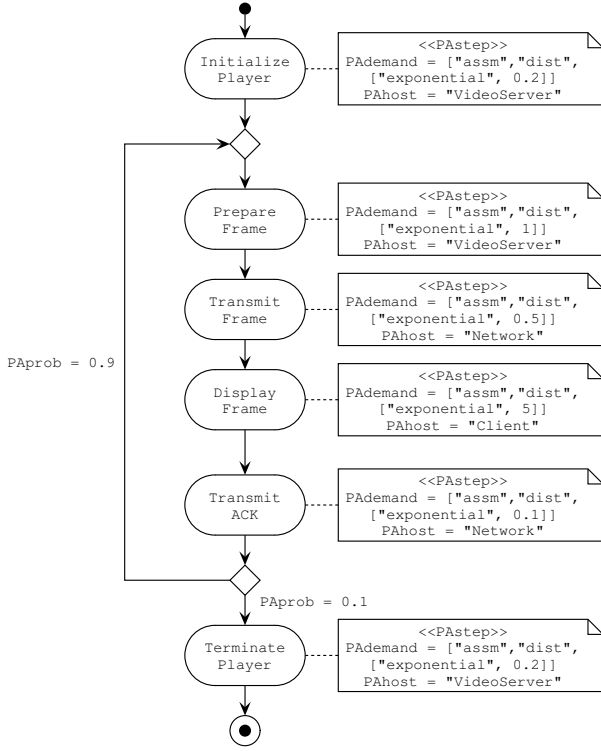 Initialize
Player
<<PAstep>>
PAdemand = ["assm","dist",
["exponential", 0.2]]
PAhost = "VideoServer"
Prepare
Frame
<<PAstep>>
PAdemand = ["assm","dist",
["exponential", 1]]
PAhost = "VideoServer"
Transmit
Frame
<<PAstep>>
PAdemand = ["assm","dist",
["exponential", 0.5]]
PAhost = "Network"
PAprob = 0.9
Display
Frame
<<PAstep>>
PAdemand = ["assm","dist",
["exponential", 5]]
PAhost = "Client"
Transmit
ACK
<<PAstep>>
PAdemand = ["assm","dist",
["exponential", 0.1]]
PAhost = "Network"
PAprob = 0.1
Terminate
Player
<<PAstep>>
PAdemand = ["assm","dist",
["exponential", 0.2]]
PAhost = "VideoServer"